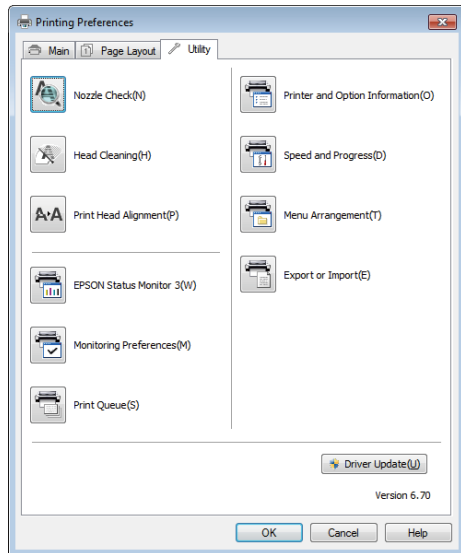 Printing Preferences
Main
Page Layout
Utility
Nozzle Check(N)
Head Cleaning(H)
Print Head Alignment(P)
EPSON Status Monitor 3(W)
Monitoring Preferences(M)
Print Queue(S)
Printer and Option Information(O)
Speed and Progress(D)
Menu Arrangement(T)
Export or Import(E)
Driver Update(U)
Version 6.70
OK
Cancel
Help